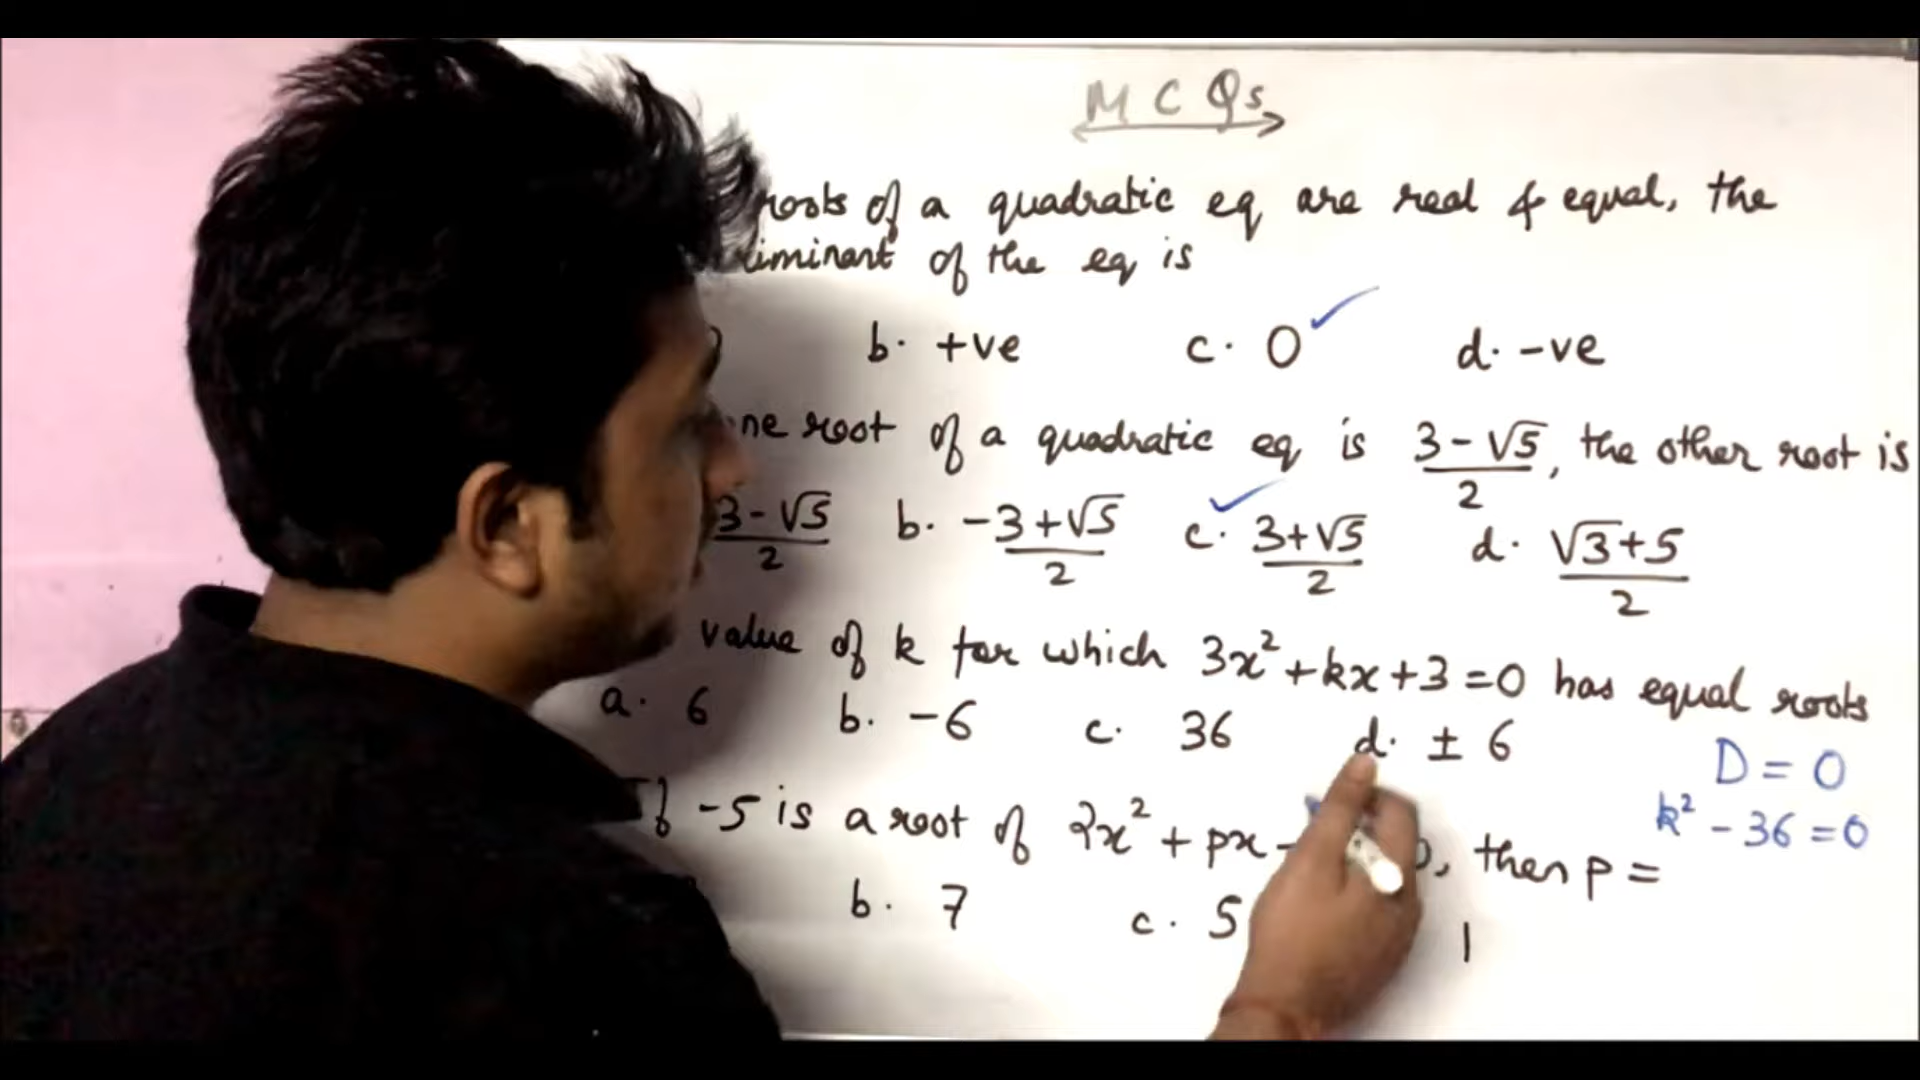 MCQs
roots of a quadratic eq are real & equal, the
iminant of the eq is
b. +ve c. 0 ✓ d. -ve
ne root of a quadratic eq is (3-√5)/2, the other root is
(3-√5)/2 b. (-3+√5)/2 ✓ c. (3+√5)/2 d. (√3+5)/2
value of k for which 3x²+kx+3=0 has equal roots
a. 6 b. -6 c. 36 d. ± 6
D = 0
k² - 36 = 0
If -5 is a root of 2x² + px - 0, then p =
b. 7 c. 5 1